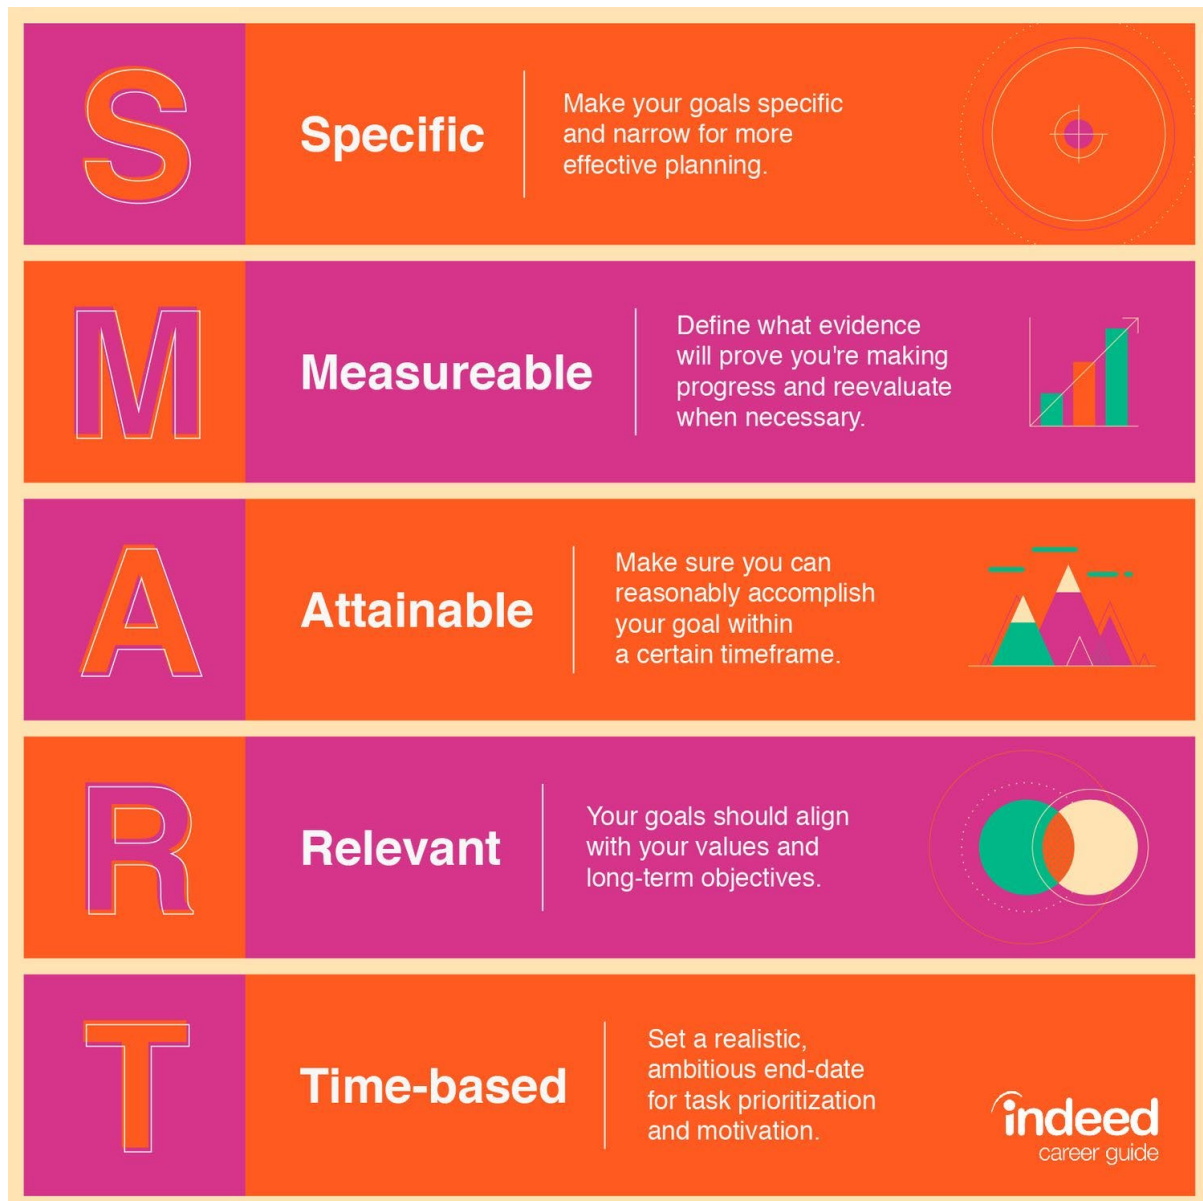 S
Specific
Make your goals specific
and narrow for more
effective planning.
M
Measureable
Define what evidence
will prove you're making
progress and reevaluate
when necessary.
A
Attainable
Make sure you can
reasonably accomplish
your goal within
a certain timeframe.
R
Relevant
Your goals should align
with your values and
long-term objectives.
T
Time-based
Set a realistic,
ambitious end-date
for task prioritization
and motivation.
indeed
career guide